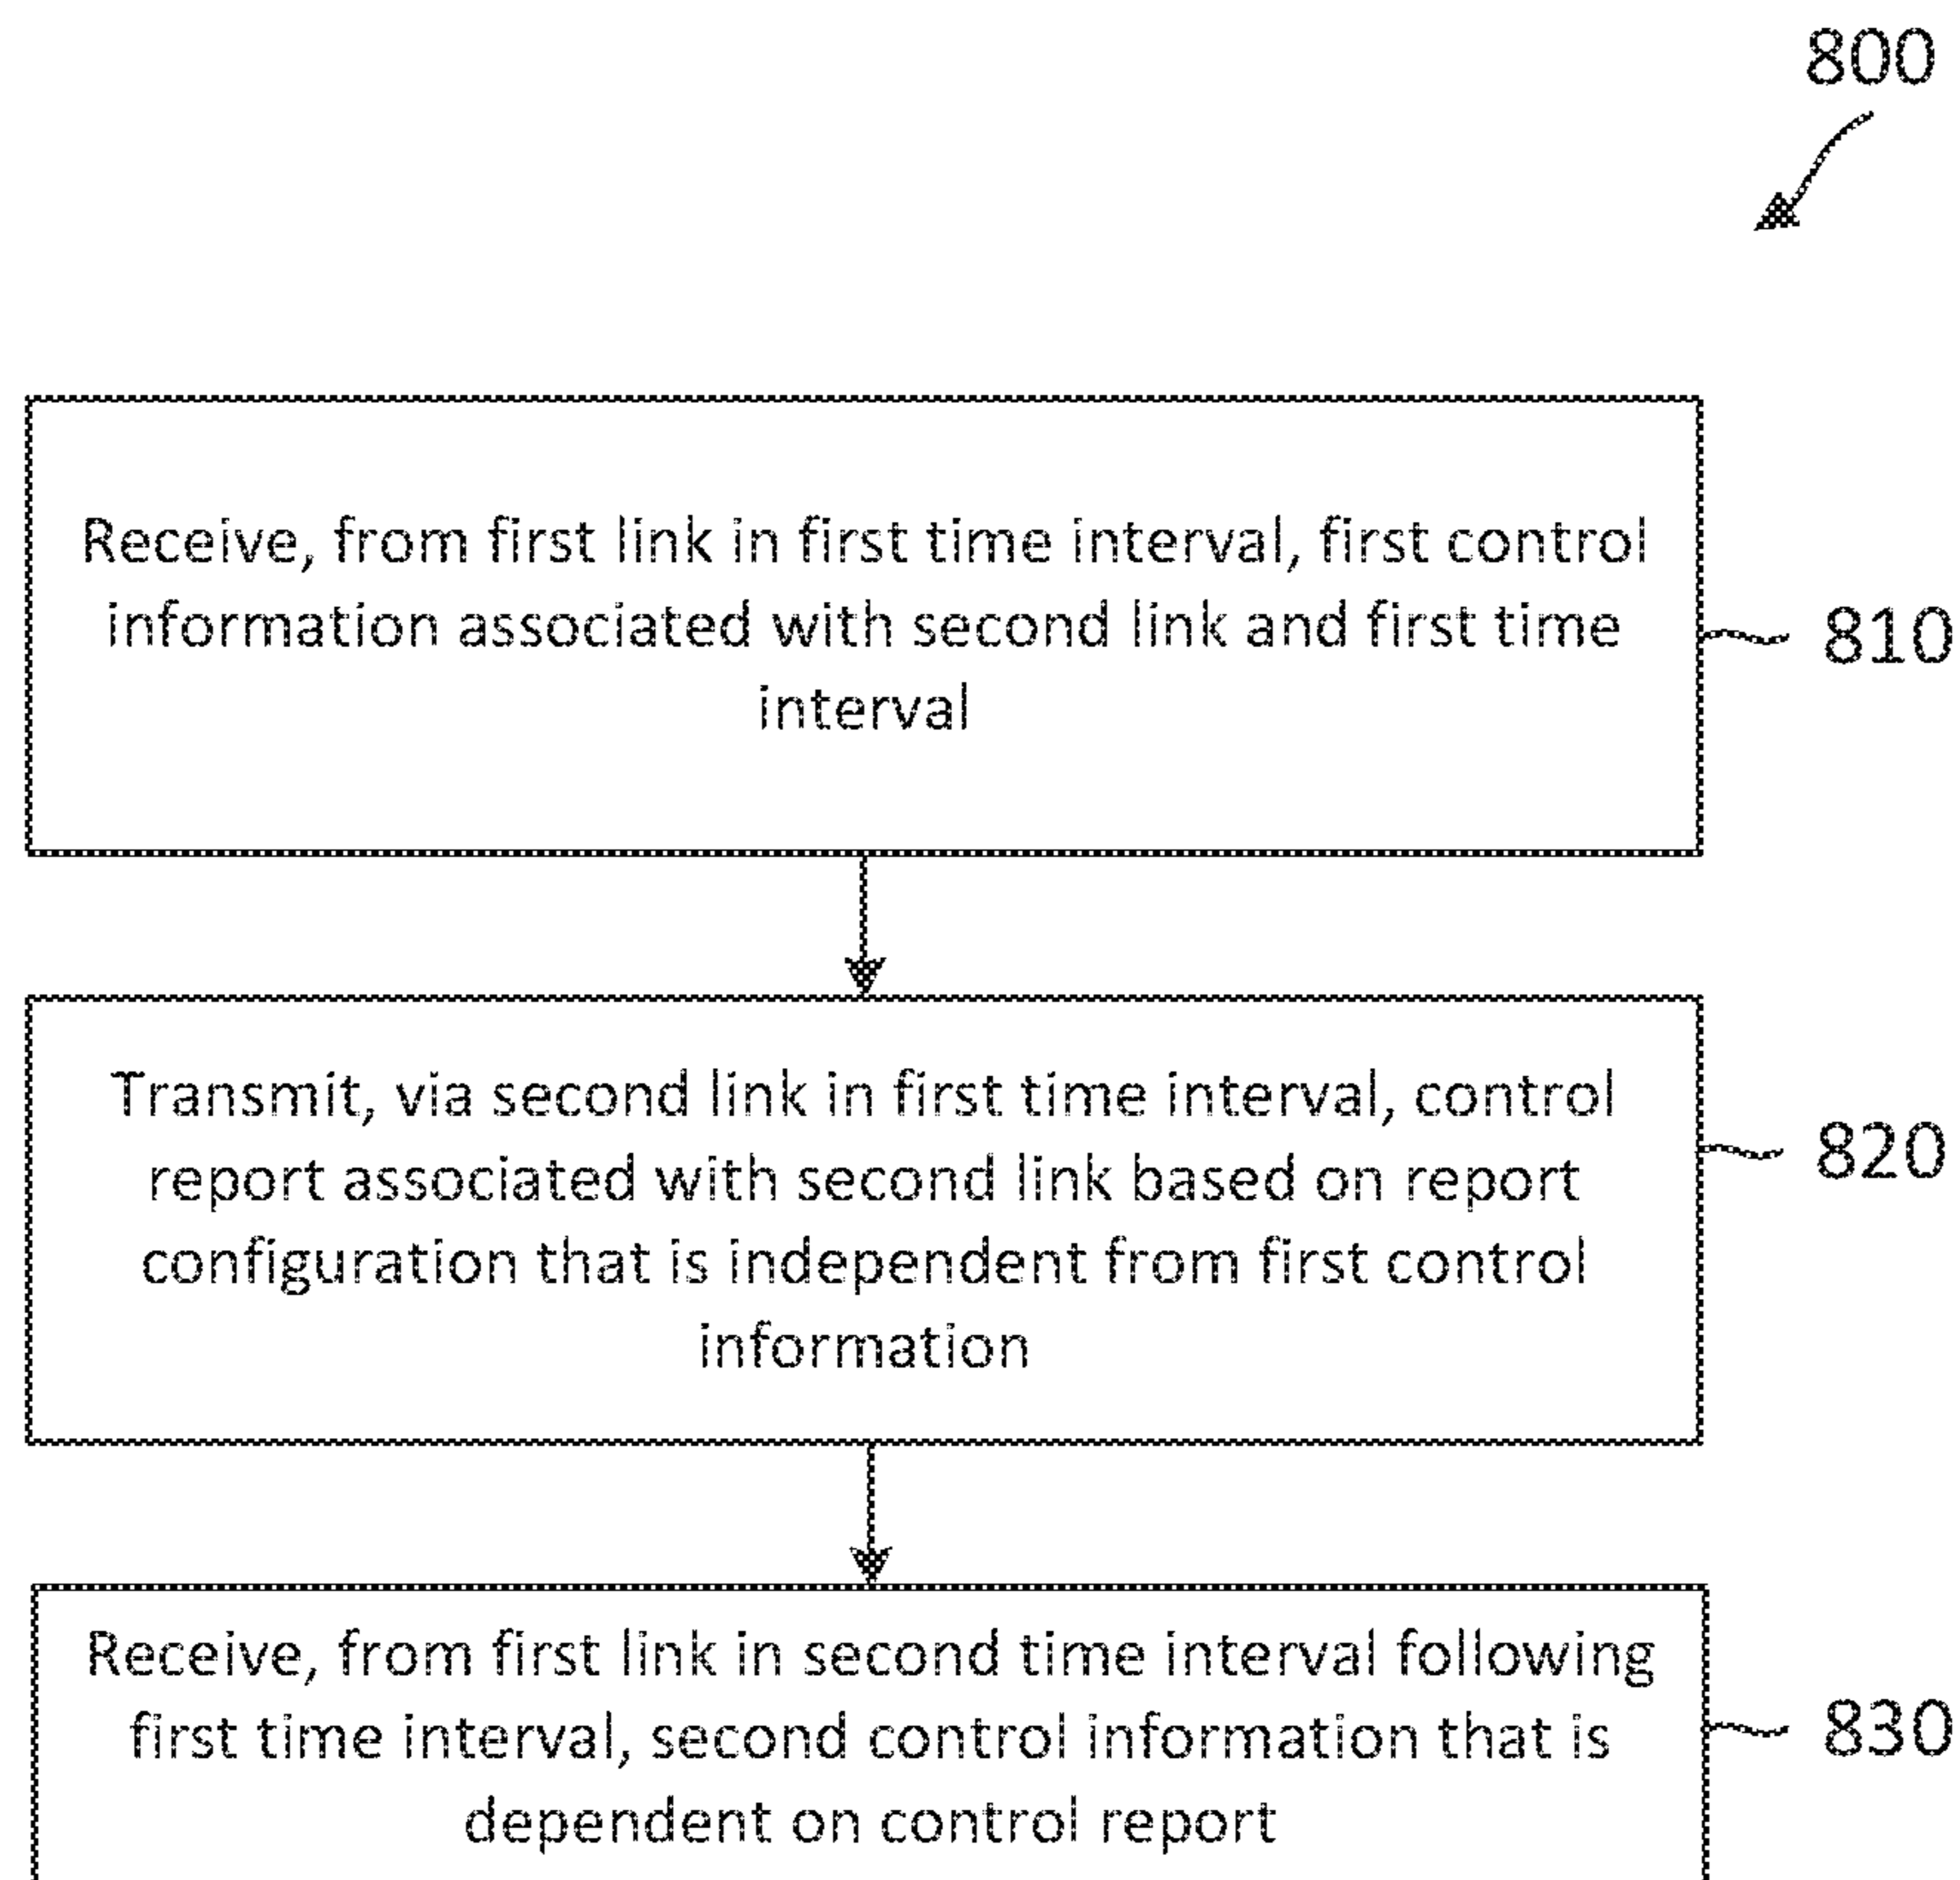 800
Receive, from first link in first time interval, first control
information associated with second link and first time
interval
810
Transmit, via second link in first time interval, control
report associated with second link based on report
configuration that is independent from first control
information
820
Receive, from first link in second time interval following
first time interval, second control information that is
dependent on control report
830